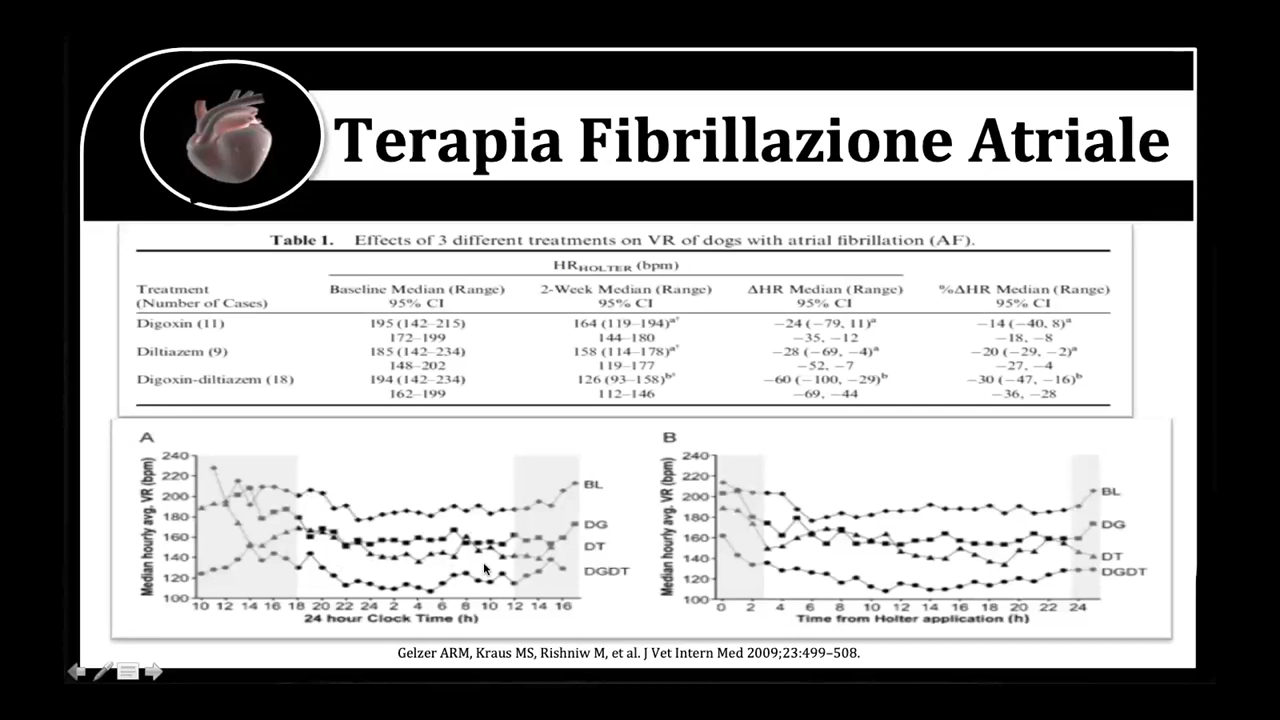 Terapia Fibrillazione Atriale
Table 1. Effects of 3 different treatments on VR of dogs with atrial fibrillation (AF).
HRHOLTER (bpm)
Treatment Baseline Median (Range) 2-Week Median (Range) ΔHR Median (Range) %ΔHR Median (Range)
(Number of Cases) 95% CI 95% CI 95% CI 95% CI
Digoxin (11) 195 (142–215) 164 (119–194)a* −24 (−79, 11)a −14 (−40, 8)a
172–199 144–180 −35, −12 −18, −8
Diltiazem (9) 185 (142–234) 158 (114–178)a* −28 (−69, −4)a −20 (−29, −2)a
148–202 119–177 −52, −7 −27, −4
Digoxin-diltiazem (18) 194 (142–234) 126 (93–158)b* −60 (−100, −29)b −30 (−47, −16)b
162–199 112–146 −69, −44 −36, −28
A
Median hourly avg. VR (bpm)
240
220
200
180
160
140
120
100
BL
DG
DT
DGDT
10 12 14 16 18 20 22 24 2 4 6 8 10 12 14 16
24 hour Clock Time (h)
B
Median hourly avg. VR (bpm)
240
220
200
180
160
140
120
100
BL
DG
DT
DGDT
0 2 4 6 8 10 12 14 16 18 20 22 24
Time from Holter application (h)
Gelzer ARM, Kraus MS, Rishniw M, et al. J Vet Intern Med 2009;23:499–508.